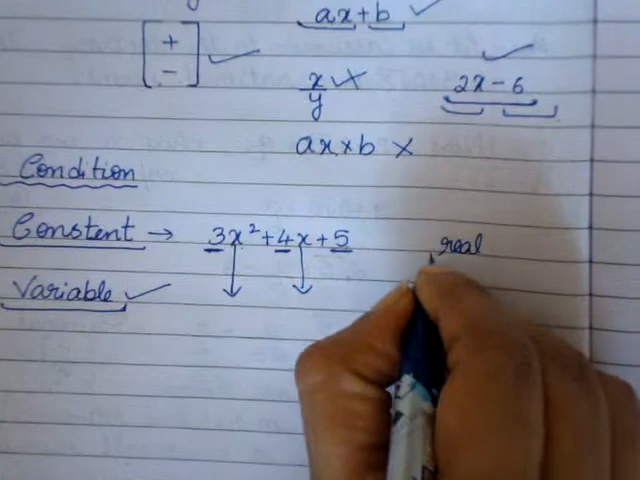 ax+b ✓
[+ −] ✓
x/y ✗ 2x-6 ✓
ax×b ✗
Condition
Constent → 3x²+4x+5
real
Variable ✓